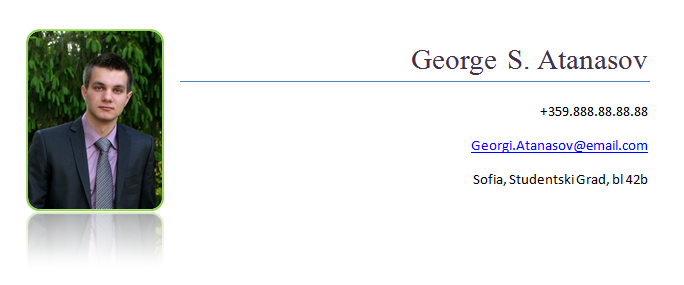 George S. Atanasov
+359.888.88.88.88
Georgi.Atanasov@email.com
Sofia, Studentski Grad, bl 42b